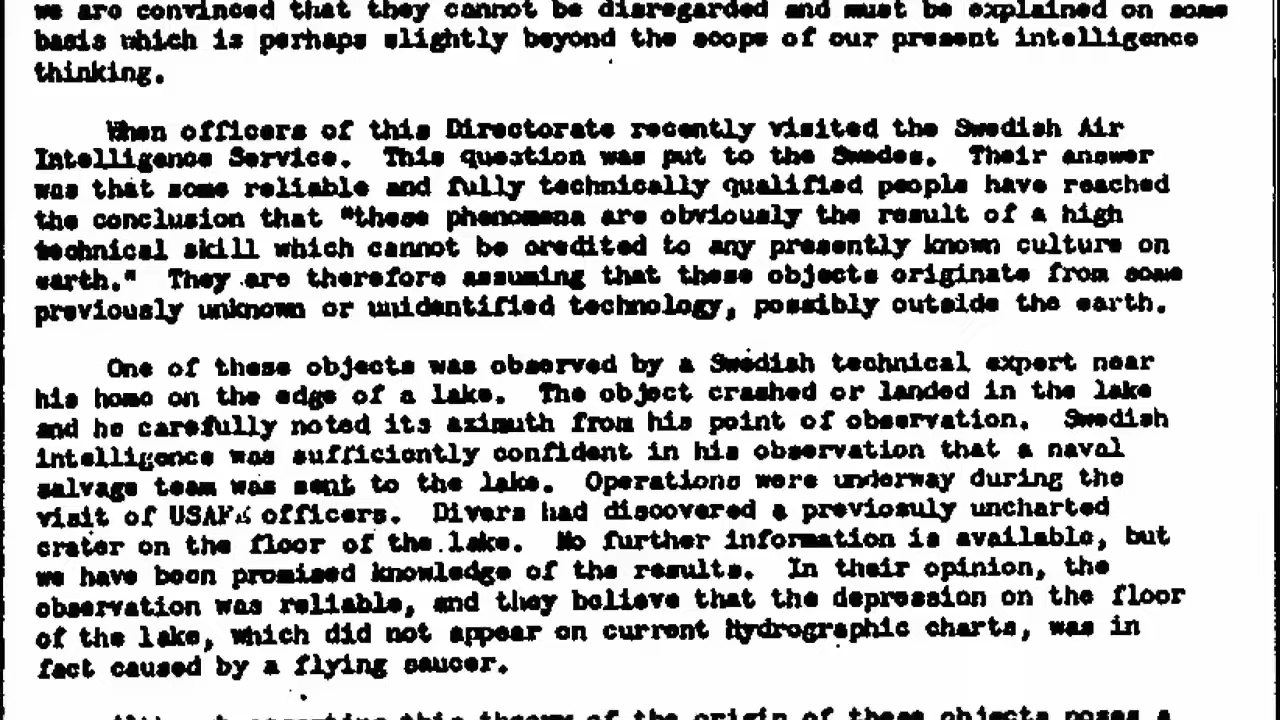 we are convinced that they cannot be disregarded and must be explained on some
basis which is perhaps slightly beyond the scope of our present intelligence
thinking.
When officers of this Directorate recently visited the Swedish Air
Intelligence Service. This question was put to the Swedes. Their answer
was that some reliable and fully technically qualified people have reached
the conclusion that "these phenomena are obviously the result of a high
technical skill which cannot be credited to any presently known culture on
earth." They are therefore assuming that these objects originate from some
previously unknown or unidentified technology, possibly outside the earth.
One of these objects was observed by a Swedish technical expert near
his home on the edge of a lake. The object crashed or landed in the lake
and he carefully noted its azimuth from his point of observation. Swedish
intelligence was sufficiently confident in his observation that a naval
salvage team was sent to the lake. Operations were underway during the
visit of USAFE officers. Divers had discovered a previosuly uncharted
crater on the floor of the lake. No further information is available, but
we have been promised knowledge of the results. In their opinion, the
observation was reliable, and they believe that the depression on the floor
of the lake, which did not appear on current Hydrographic charts, was in
fact caused by a flying saucer.
this theory of the origin of these objects poses a